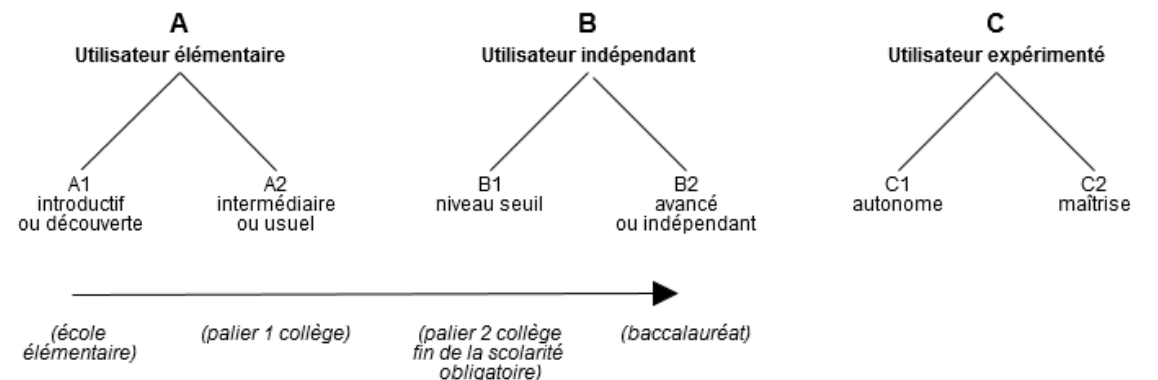 A
Utilisateur élémentaire
B
Utilisateur indépendant
C
Utilisateur expérimenté
A1
introductif
ou découverte
A2
intermédiaire
ou usuel
B1
niveau seuil
B2
avancé
ou indépendant
C1
autonome
C2
maîtrise
(école
élémentaire)
(palier 1 collège)
(palier 2 collège
fin de la scolarité
obligatoire)
(baccalauréat)